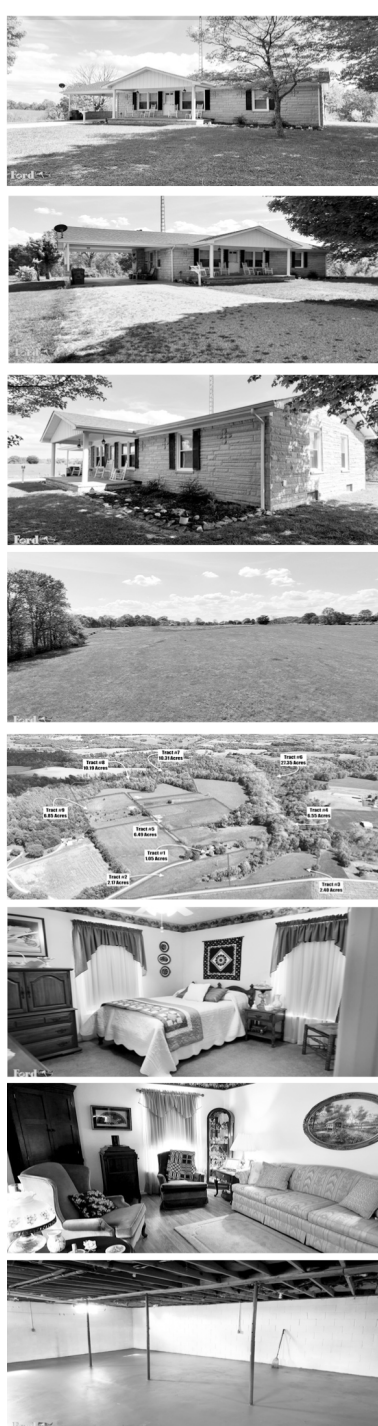 Ford
Ford
Tract #7
10.31 Acres
Tract #8
10.10 Acres
Tract #6
27.35 Acres
Tract #9
6.85 Acres
Tract #4
6.55 Acres
Tract #5
6.49 Acres
Tract #1
1.05 Acres
Tract #2
2.17 Acres
Tract #3
2.40 Acres
Ford